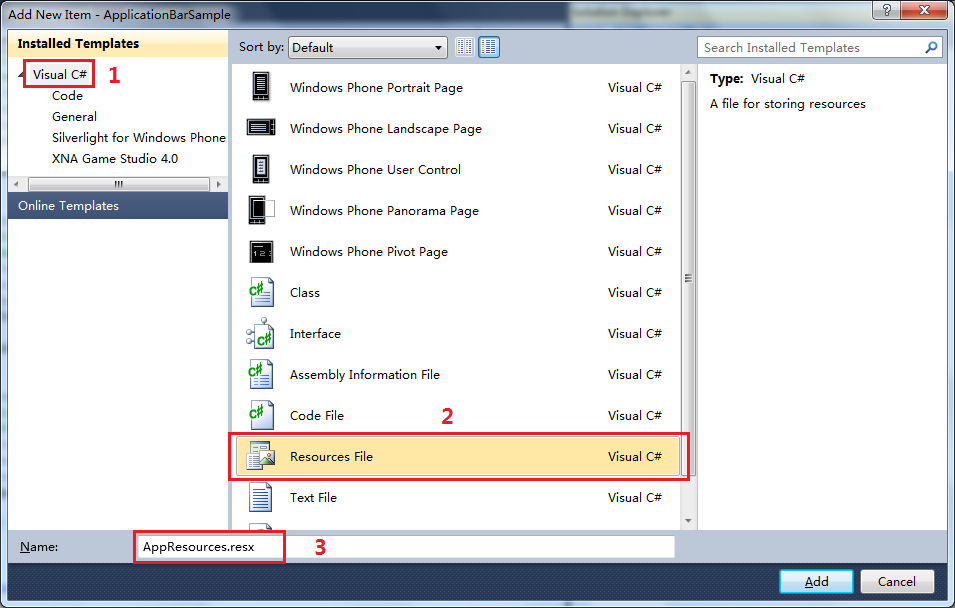 Add New Item - ApplicationBarSample
?
Installed Templates
Visual C#
1
Code
General
Silverlight for Windows Phone
XNA Game Studio 4.0
Online Templates
Sort by: Default
Search Installed Templates
Windows Phone Portrait Page Visual C#
Windows Phone Landscape Page Visual C#
Windows Phone User Control Visual C#
Windows Phone Panorama Page Visual C#
Windows Phone Pivot Page Visual C#
Class Visual C#
Interface Visual C#
Assembly Information File Visual C#
Code File Visual C#
2
Resources File Visual C#
Text File Visual C#
Type: Visual C#
A file for storing resources
Name: AppResources.resx
3
Add Cancel